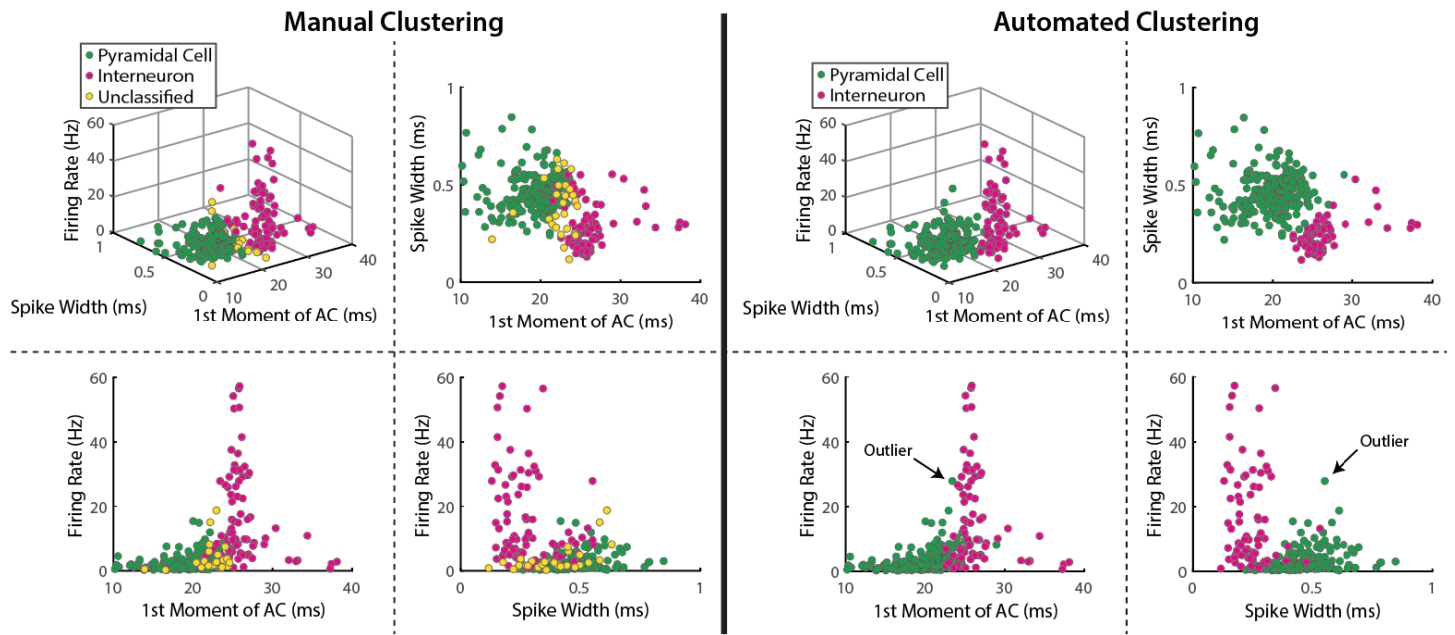 Manual Clustering
Automated Clustering
Pyramidal Cell
Interneuron
Unclassified
Firing Rate (Hz)
60
40
20
0
1
0.5
0
10
20
30
40
Spike Width (ms)
1st Moment of AC (ms)
Spike Width (ms)
1
0.5
0
10
20
30
40
1st Moment of AC (ms)
Pyramidal Cell
Interneuron
Firing Rate (Hz)
60
40
20
0
1
0.5
0
10
20
30
40
Spike Width (ms)
1st Moment of AC (ms)
Spike Width (ms)
1
0.5
0
10
20
30
40
1st Moment of AC (ms)
Firing Rate (Hz)
60
40
20
0
10
20
30
40
1st Moment of AC (ms)
Firing Rate (Hz)
60
40
20
0
0
0.5
1
Spike Width (ms)
Firing Rate (Hz)
60
40
20
0
Outlier
10
20
30
40
1st Moment of AC (ms)
Firing Rate (Hz)
60
40
20
0
Outlier
0
0.5
1
Spike Width (ms)